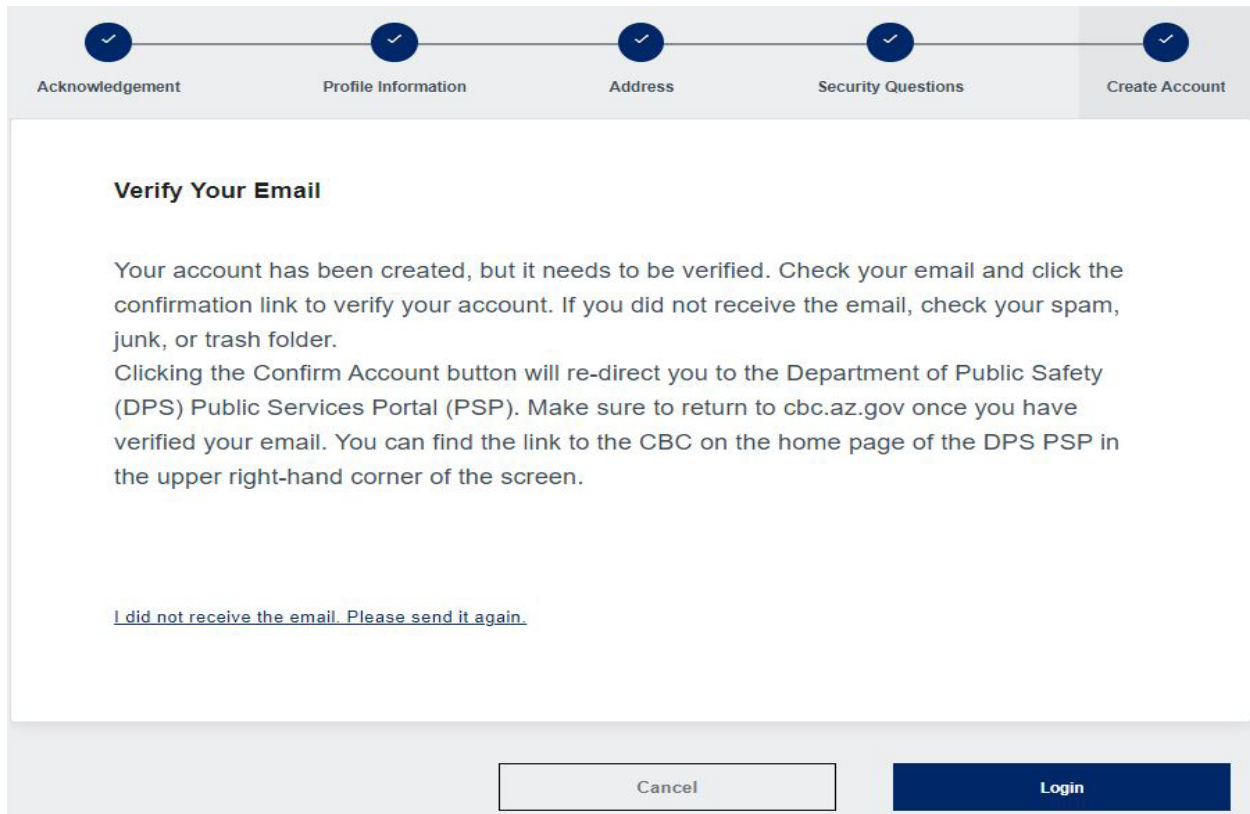 Acknowledgement
Profile Information
Address
Security Questions
Create Account
Verify Your Email
Your account has been created, but it needs to be verified. Check your email and click the
confirmation link to verify your account. If you did not receive the email, check your spam,
junk, or trash folder.
Clicking the Confirm Account button will re-direct you to the Department of Public Safety
(DPS) Public Services Portal (PSP). Make sure to return to cbc.az.gov once you have
verified your email. You can find the link to the CBC on the home page of the DPS PSP in
the upper right-hand corner of the screen.
I did not receive the email. Please send it again.
Cancel
Login